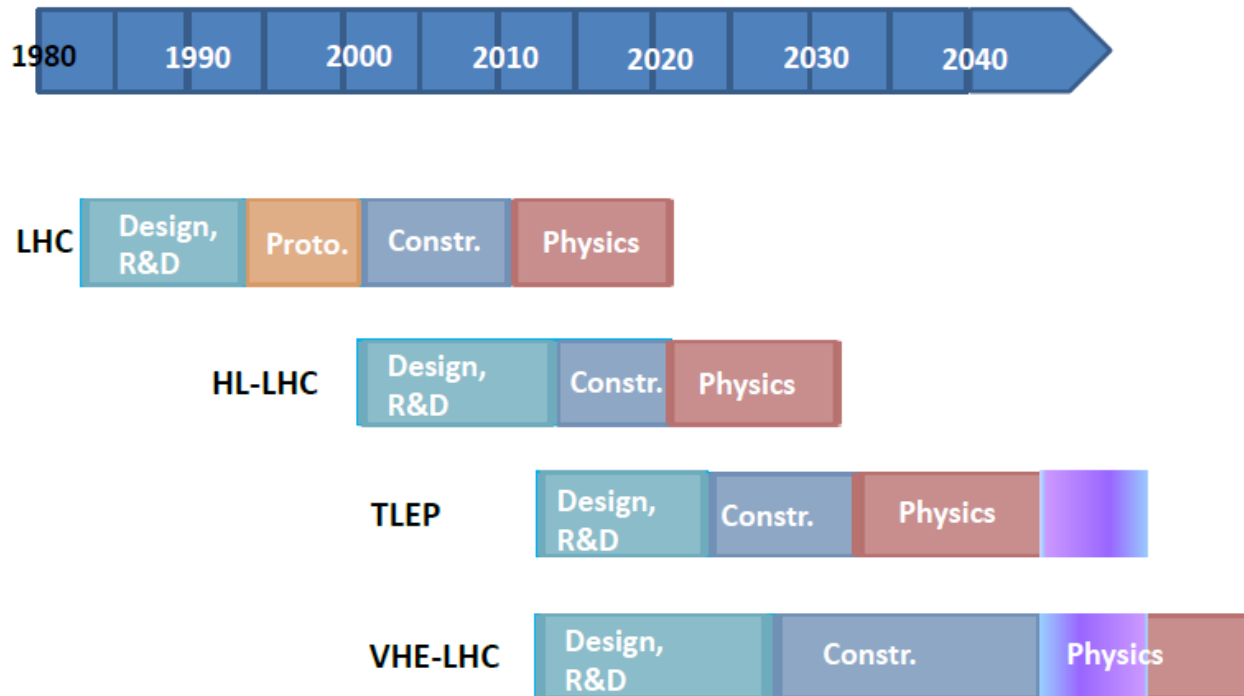 1980 1990 2000 2010 2020 2030 2040
LHC
Design,
R&D
Proto.
Constr.
Physics
HL-LHC
Design,
R&D
Constr.
Physics
TLEP
Design,
R&D
Constr.
Physics
VHE-LHC
Design,
R&D
Constr.
Physics